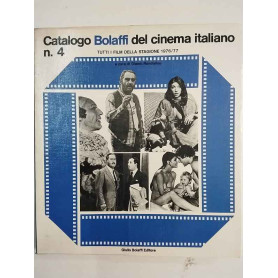 Catalogo Bolaffi del cinema italiano
n. 4
TUTTI I FILM DELLA STAGIONE 1976/77
Giulio Bolaffi Editore